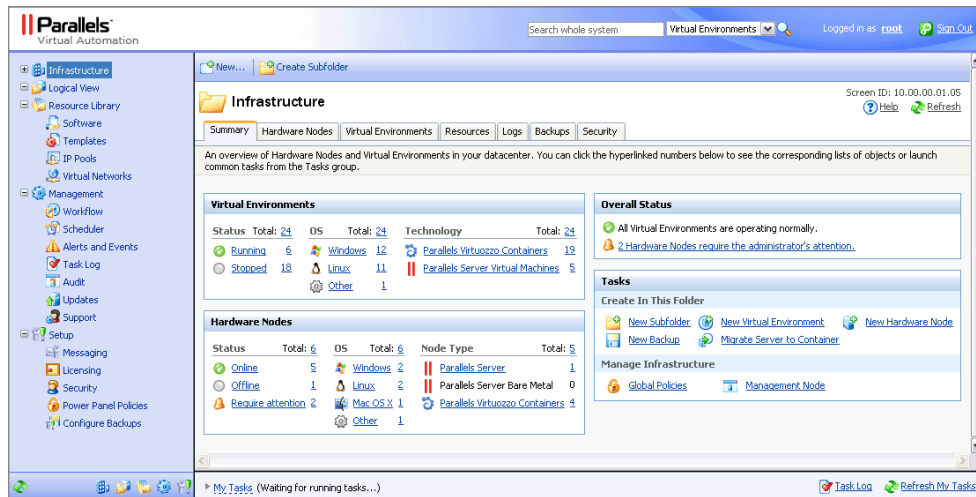 Parallels
Virtual Automation
Search whole system
Virtual Environments
Logged in as root
Sign Out
Infrastructure
Logical View
Resource Library
Software
Templates
IP Pools
Virtual Networks
Management
Workflow
Scheduler
Alerts and Events
Task Log
Audit
Updates
Support
Setup
Messaging
Licensing
Security
Power Panel Policies
Configure Backups
New... Create Subfolder
Infrastructure
Screen ID: 10.00.00.01.05
Help Refresh
Summary Hardware Nodes Virtual Environments Resources Logs Backups Security
An overview of Hardware Nodes and Virtual Environments in your datacenter. You can click the hyperlinked numbers below to see the corresponding lists of objects or launch
common tasks from the Tasks group.
Virtual Environments
Status Total: 24 OS Total: 24 Technology Total: 24
Running 6 Windows 12 Parallels Virtuozzo Containers 19
Stopped 18 Linux 11 Parallels Server Virtual Machines 5
Other 1
Hardware Nodes
Status Total: 6 OS Total: 6 Node Type Total: 5
Online 5 Windows 2 Parallels Server 1
Offline 1 Linux 2 Parallels Server Bare Metal 0
Require attention 2 Mac OS X 1 Parallels Virtuozzo Containers 4
Other 1
Overall Status
All Virtual Environments are operating normally.
2 Hardware Nodes require the administrator's attention.
Tasks
Create In This Folder
New Subfolder New Virtual Environment New Hardware Node
New Backup Migrate Server to Container
Manage Infrastructure
Global Policies Management Node
My Tasks (Waiting for running tasks...)
Task Log Refresh My Tasks